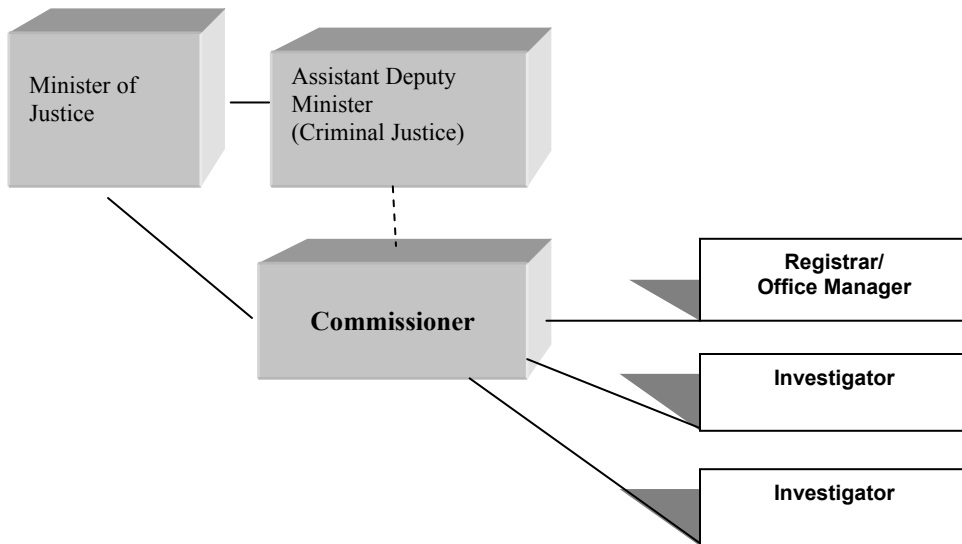 Minister of
Justice
Assistant Deputy
Minister
(Criminal Justice)
Commissioner
Registrar/
Office Manager
Investigator
Investigator